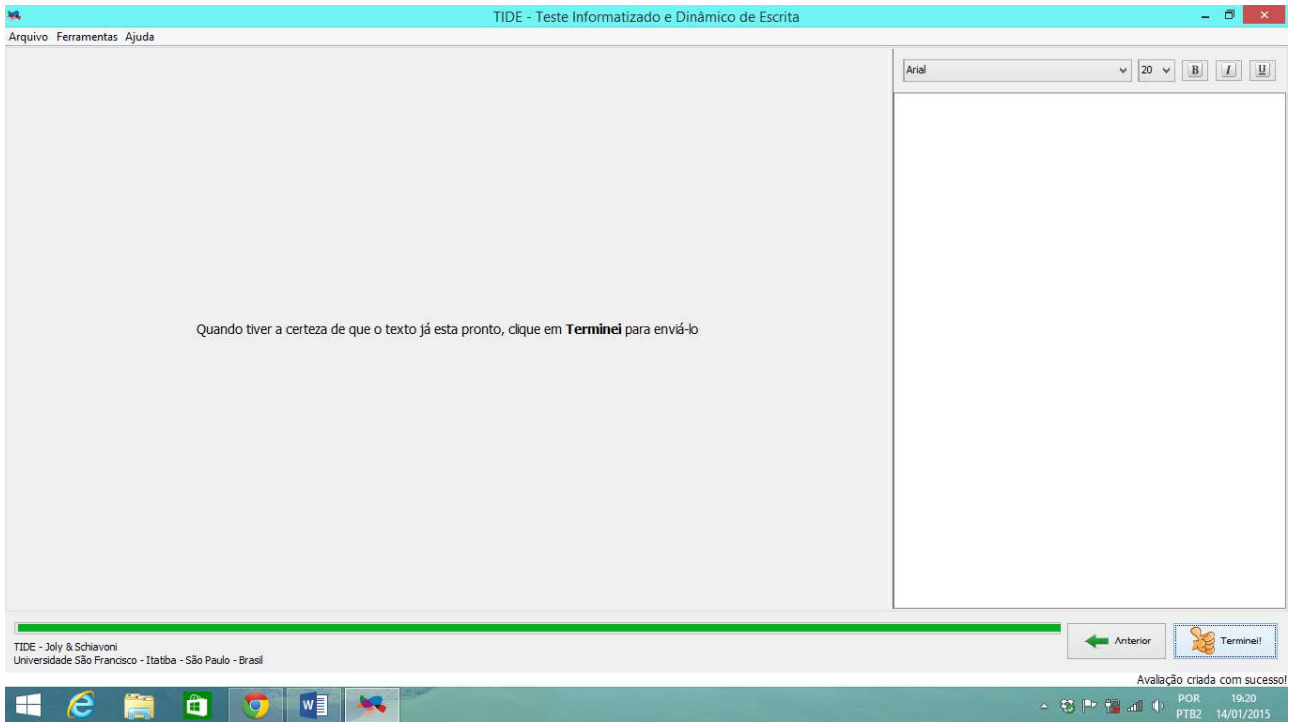 TIDE - Teste Informatizado e Dinâmico de Escrita
Arquivo Ferramentas Ajuda
Arial 20 B I U
Quando tiver a certeza de que o texto já esta pronto, clique em Terminei para enviá-lo
TIDE - Joly & Schiavoni
Universidade São Francisco - Itatiba - São Paulo - Brasil
Anterior Terminei!
Avaliação criada com sucesso!
POR 19:20
PTB2 14/01/2015